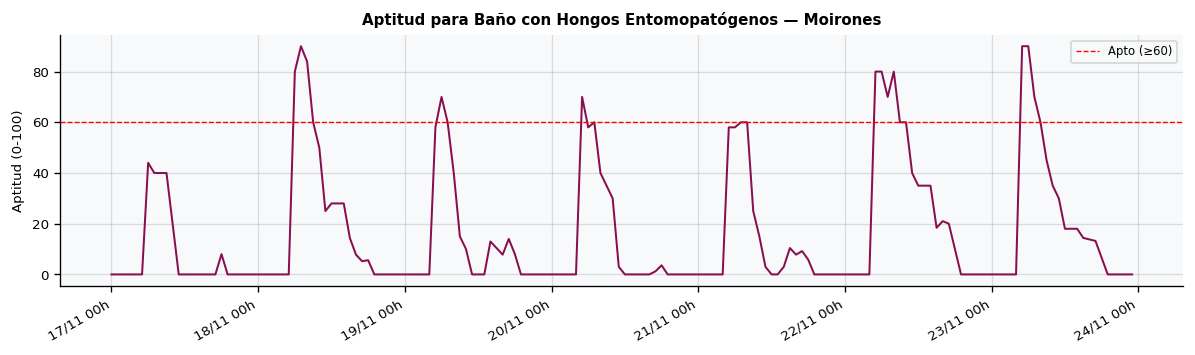 Aptitud para Baño con Hongos Entomopatógenos — Moirones
Apto (≥60)
Aptitud (0-100)
80
60
40
20
0
17/11 00h
18/11 00h
19/11 00h
20/11 00h
21/11 00h
22/11 00h
23/11 00h
24/11 00h